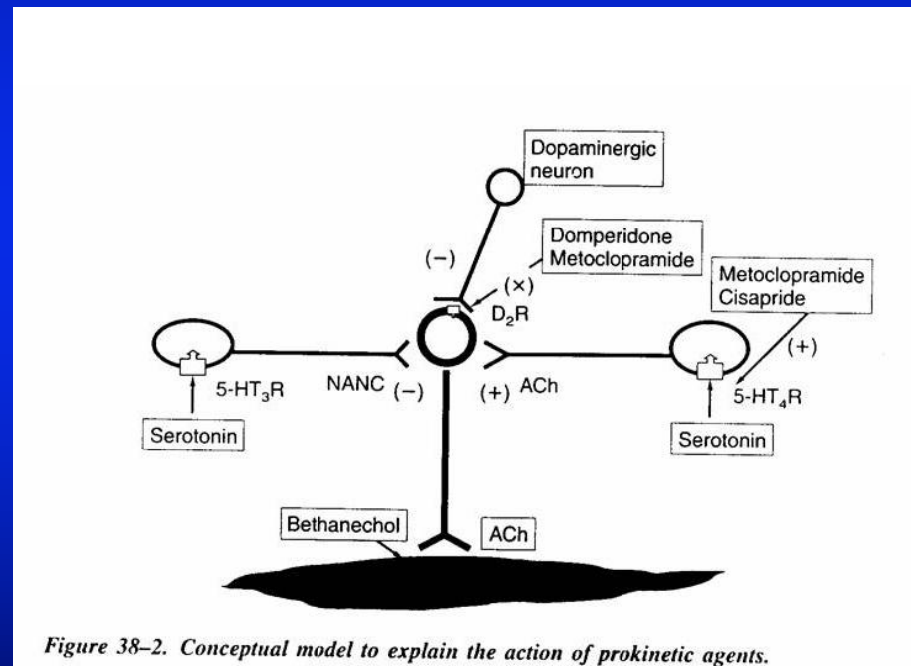 Dopaminergic
neuron
(−)
Domperidone
Metoclopramide
(×)
D₂R
Metoclopramide
Cisapride
(+)
5-HT₃R
NANC (−)
(+) ACh
5-HT₄R
Serotonin
Serotonin
Bethanechol
ACh
Figure 38–2. Conceptual model to explain the action of prokinetic agents.